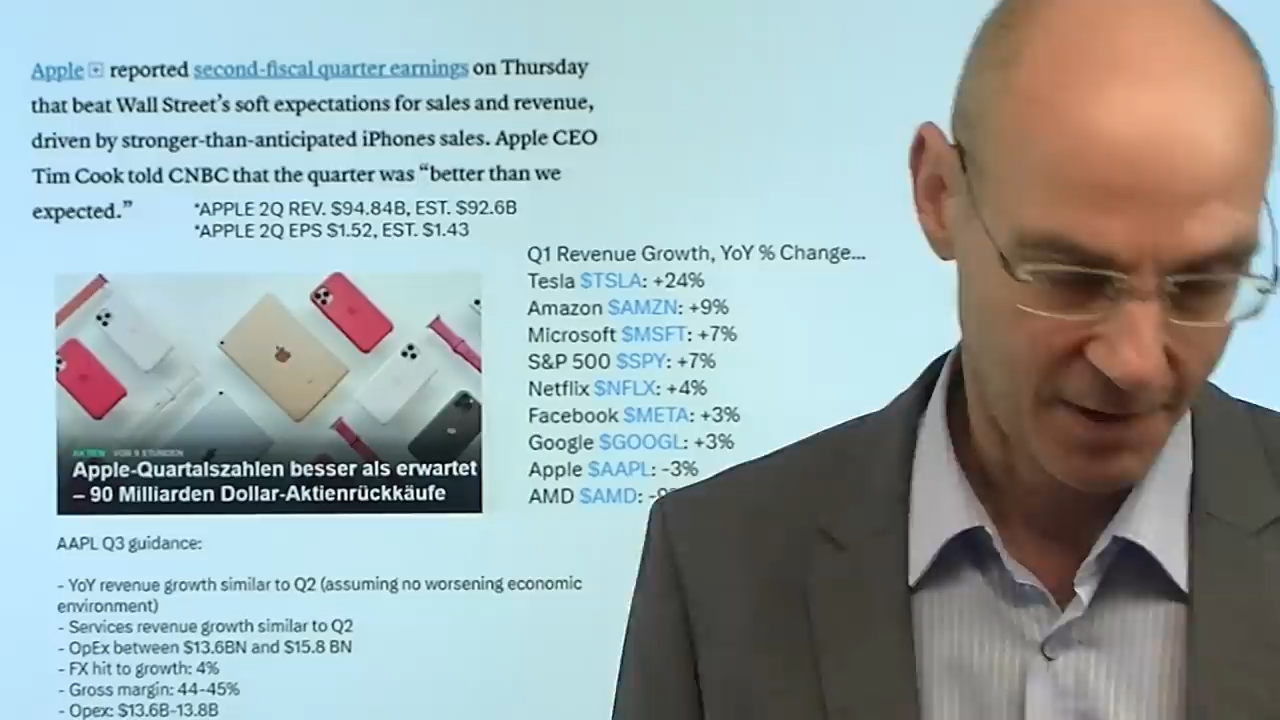 Apple reported second-fiscal quarter earnings on Thursday
that beat Wall Street's soft expectations for sales and revenue,
driven by stronger-than-anticipated iPhones sales. Apple CEO
Tim Cook told CNBC that the quarter was “better than we
expected.”
*APPLE 2Q REV. $94.84B, EST. $92.6B
*APPLE 2Q EPS $1.52, EST. $1.43
Q1 Revenue Growth, YoY % Change...
Tesla $TSLA: +24%
Amazon $AMZN: +9%
Microsoft $MSFT: +7%
S&P 500 $SPY: +7%
Netflix $NFLX: +4%
Facebook $META: +3%
Google $GOOGL: +3%
Apple $AAPL: -3%
AMD $AMD:
AKTIEN VOR 9 STUNDEN
Apple-Quartalszahlen besser als erwartet
– 90 Milliarden Dollar-Aktienrückkäufe
AAPL Q3 guidance:
- YoY revenue growth similar to Q2 (assuming no worsening economic
environment)
- Services revenue growth similar to Q2
- OpEx between $13.6BN and $15.8 BN
- FX hit to growth: 4%
- Gross margin: 44-45%
- Opex: $13.6B-13.8B